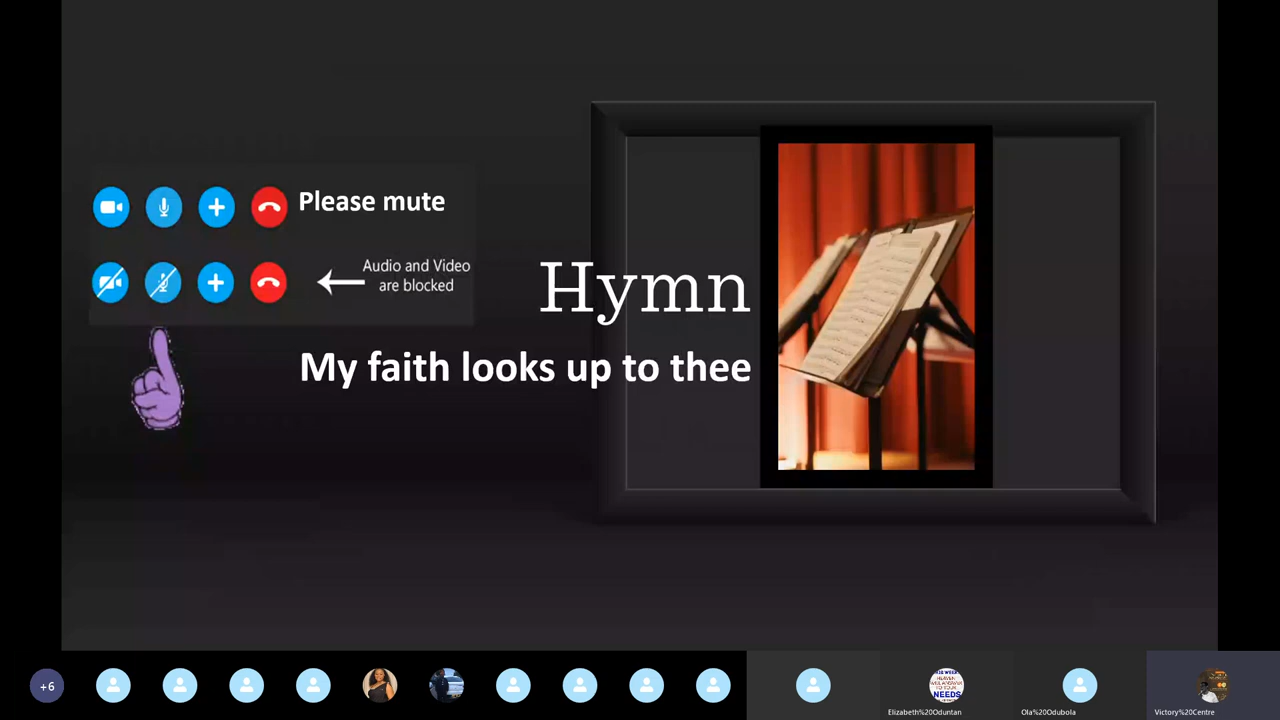 Please mute
Audio and Video
are blocked
Hymn
My faith looks up to thee
+6
NEEDS
Elizabeth%20Oduntan
Ola%20Odubola
Victory%20Centre